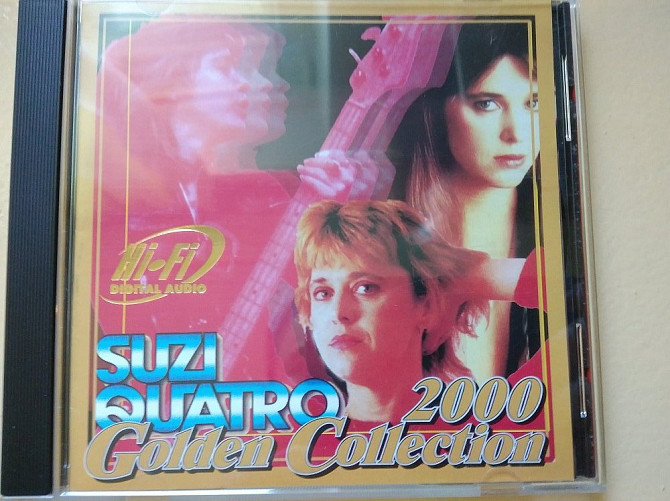 Hi-Fi
DIGITAL AUDIO
SUZI
QUATRO
2000
Golden Collection